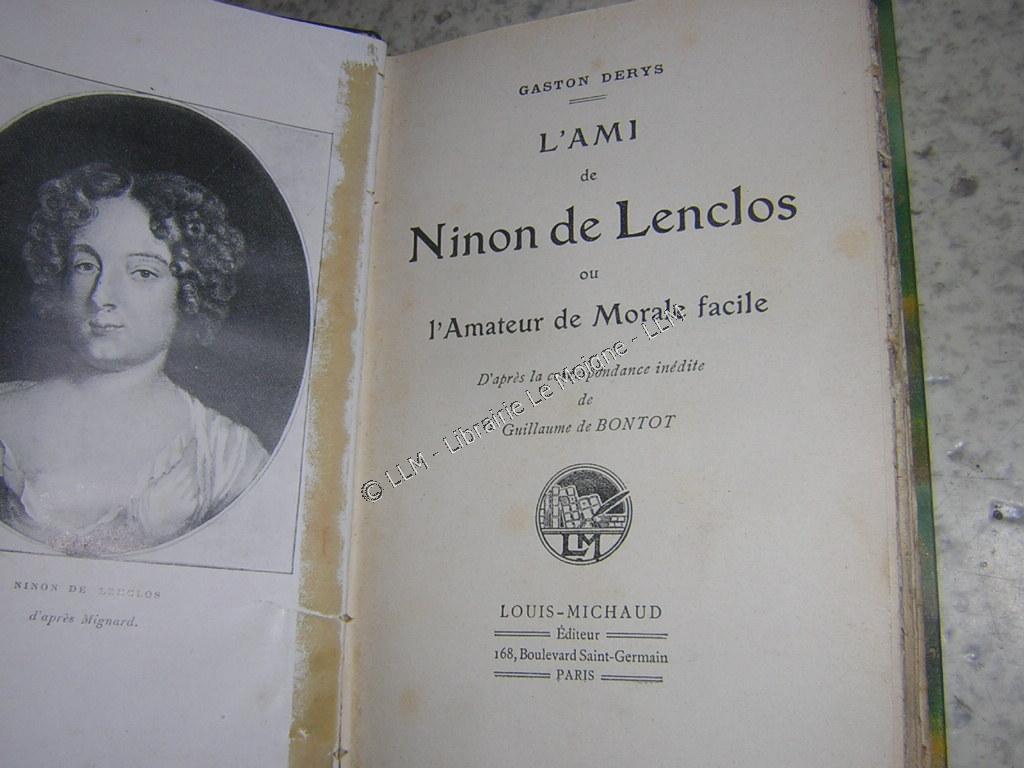 NINON DE LENCLOS
d'après Mignard.
GASTON DERYS
L'AMI
de
Ninon de Lenclos
ou
l'Amateur de Morale facile
D'après la correspondance inédite
de
Guillaume de BONTOT
LM
LOUIS-MICHAUD
Éditeur
168, Boulevard Saint-Germain
PARIS
© LLM - Librairie Le Moigne - LLM